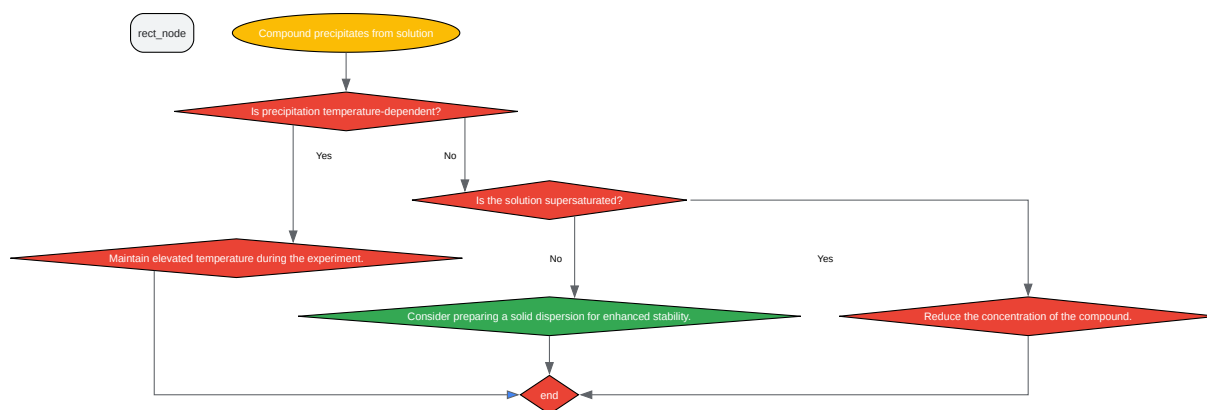 rect_node
Compound precipitates from solution
Is precipitation temperature-dependent?
Yes
No
Is the solution supersaturated?
Maintain elevated temperature during the experiment.
No
Yes
Consider preparing a solid dispersion for enhanced stability.
Reduce the concentration of the compound.
end